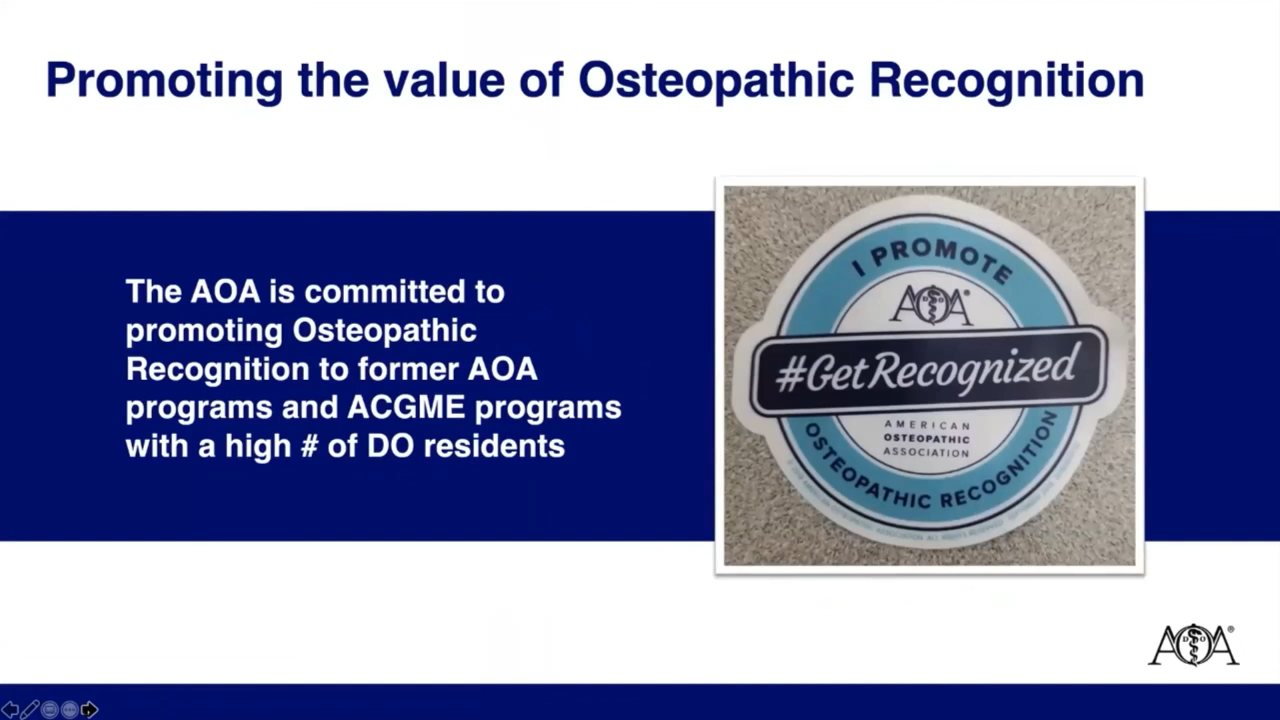 Promoting the value of Osteopathic Recognition
The AOA is committed to
promoting Osteopathic
Recognition to former AOA
programs and ACGME programs
with a high # of DO residents
I PROMOTE
AOA®
#GetRecognized
AMERICAN
OSTEOPATHIC
ASSOCIATION
OSTEOPATHIC RECOGNITION
AOA®